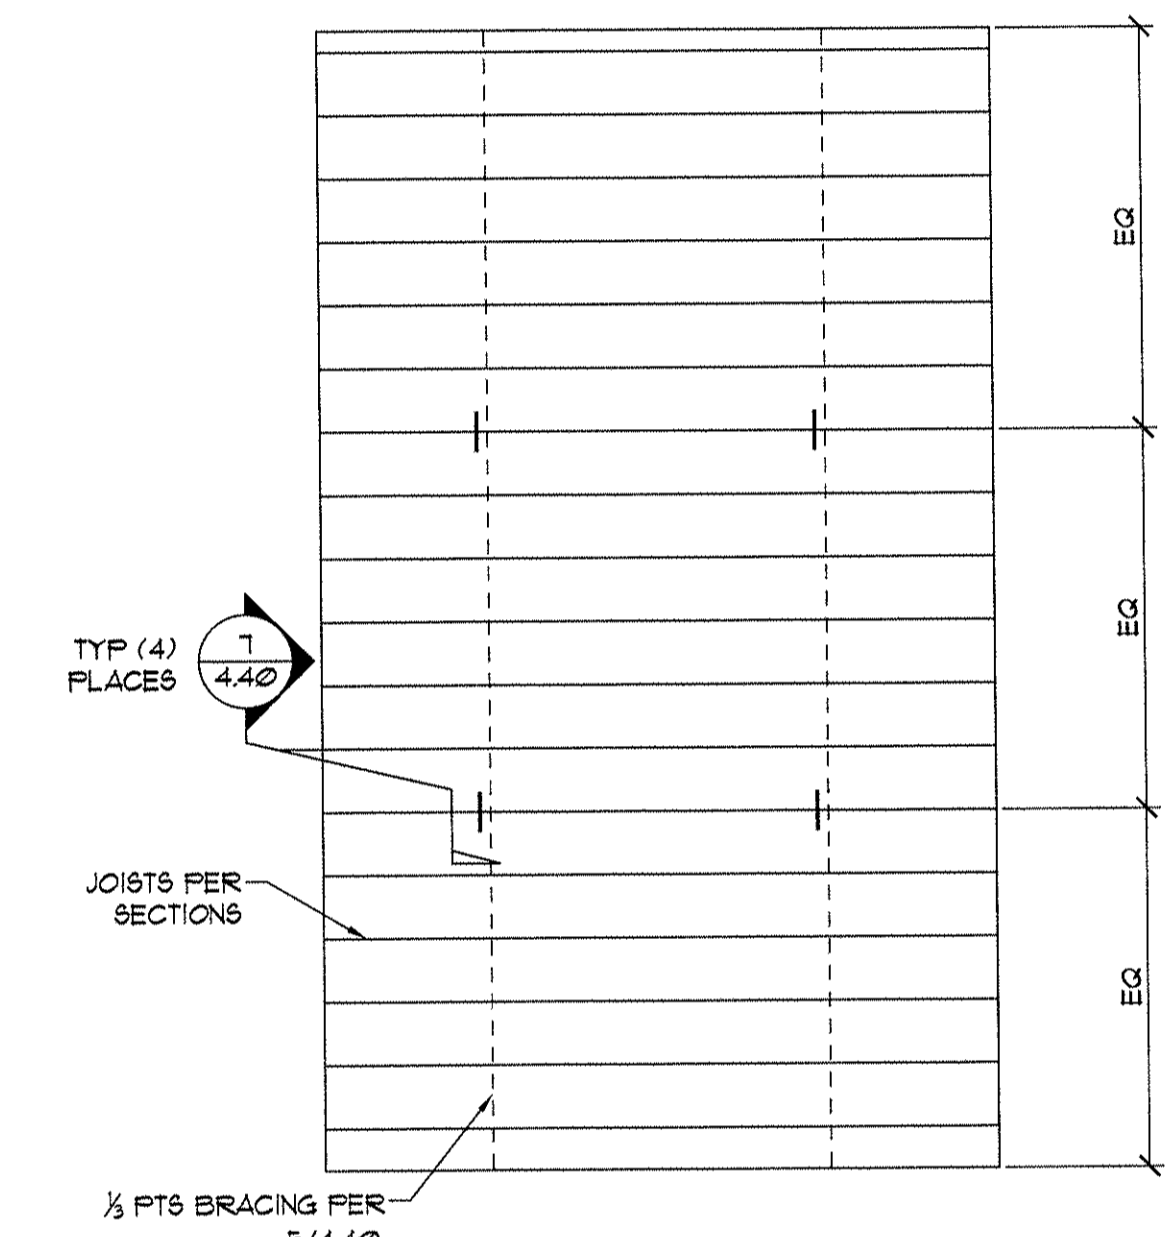 EQ
EQ
TYP (4)
PLACES
7
4.40
JOISTS PER
SECTIONS
EQ
⅓ PTS BRACING PER